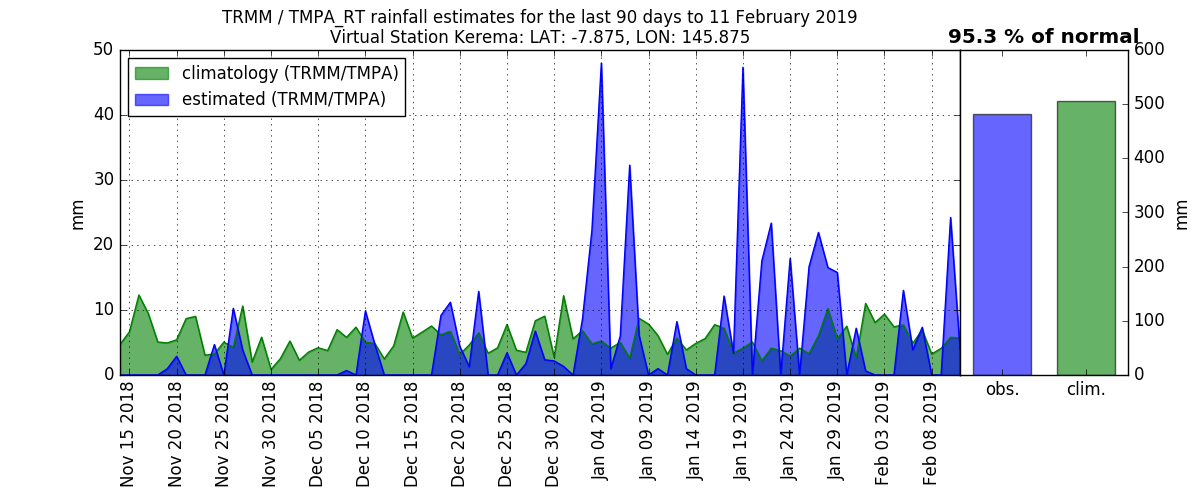 TRMM / TMPA_RT rainfall estimates for the last 90 days to 11 February 2019
Virtual Station Kerema: LAT: -7.875, LON: 145.875
95.3 % of normal
climatology (TRMM/TMPA)
estimated (TRMM/TMPA)
50
40
30
20
10
0
mm
600
500
400
300
200
100
0
mm
Nov 15 2018
Nov 20 2018
Nov 25 2018
Nov 30 2018
Dec 05 2018
Dec 10 2018
Dec 15 2018
Dec 20 2018
Dec 25 2018
Dec 30 2018
Jan 04 2019
Jan 09 2019
Jan 14 2019
Jan 19 2019
Jan 24 2019
Jan 29 2019
Feb 03 2019
Feb 08 2019
obs.
clim.